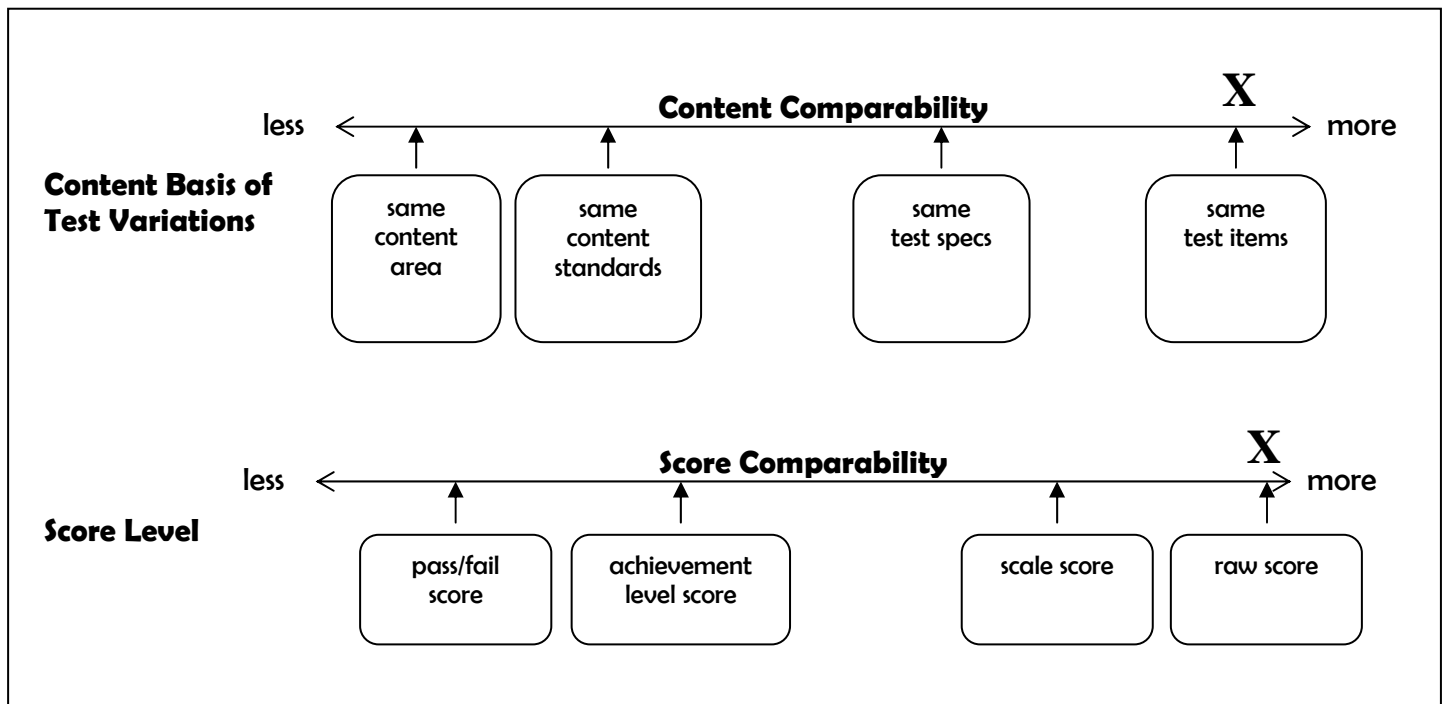 X
Content Comparability
less
more
Content Basis of
Test Variations
same
content
area
same
content
standards
same
test specs
same
test items
X
Score Comparability
less
more
Score Level
pass/fail
score
achievement
level score
scale score
raw score